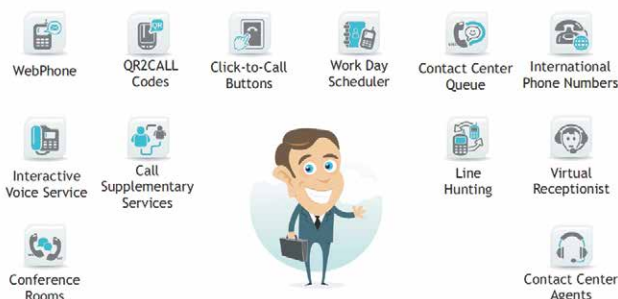 WebPhone
QR2CALL
Codes
Click-to-Call
Buttons
Work Day
Scheduler
Contact Center
Queue
International
Phone Numbers
Interactive
Voice Service
Call
Supplementary
Services
Line
Hunting
Virtual
Receptionist
Conference
Rooms
Contact Center
Agents
QR